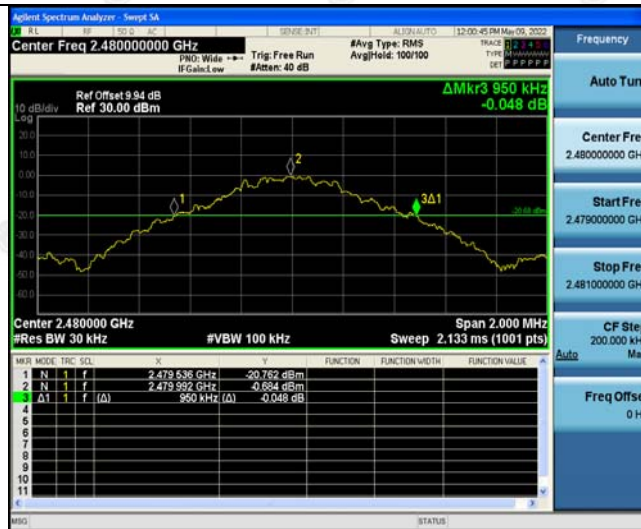 Agilent Spectrum Analyzer - Swept SA
RL RF 50 Ω AC SENSE:INT ALIGN AUTO 12:00:45 PM May 09, 2022
Center Freq 2.480000000 GHz
PNO: Wide
IFGain:Low
Trig: Free Run
#Atten: 40 dB
#Avg Type: RMS
Avg|Hold: 100/100
TRACE 1 2 3 4 5 6
TYPE M
DET P P P P P P
Ref Offset 9.94 dB
Ref 30.00 dBm
10 dB/div
Log
ΔMkr3 950 kHz
-0.048 dB
20.0
10.0
0.00
-10.0
-20.0
-30.0
-40.0
-50.0
-60.0
1
2
3Δ1
Center 2.480000 GHz
Span 2.000 MHz
#Res BW 30 kHz
#VBW 100 kHz
Sweep 2.133 ms (1001 pts)
MKR MODE TRC SCL X Y FUNCTION FUNCTION WIDTH FUNCTION VALUE
1 N 1 f 2.479 536 GHz -20.762 dBm
2 N 1 f 2.479 992 GHz -0.684 dBm
3 Δ1 1 f (Δ) 950 kHz (Δ) -0.048 dB
4
5
6
7
8
9
10
11
MSG STATUS
Frequency
Auto Tun
Center Fre
2.480000000 GH
Start Fre
2.479000000 GH
Stop Fre
2.481000000 GH
CF Ste
200.000 kH
Auto Ma
Freq Offse
0 H